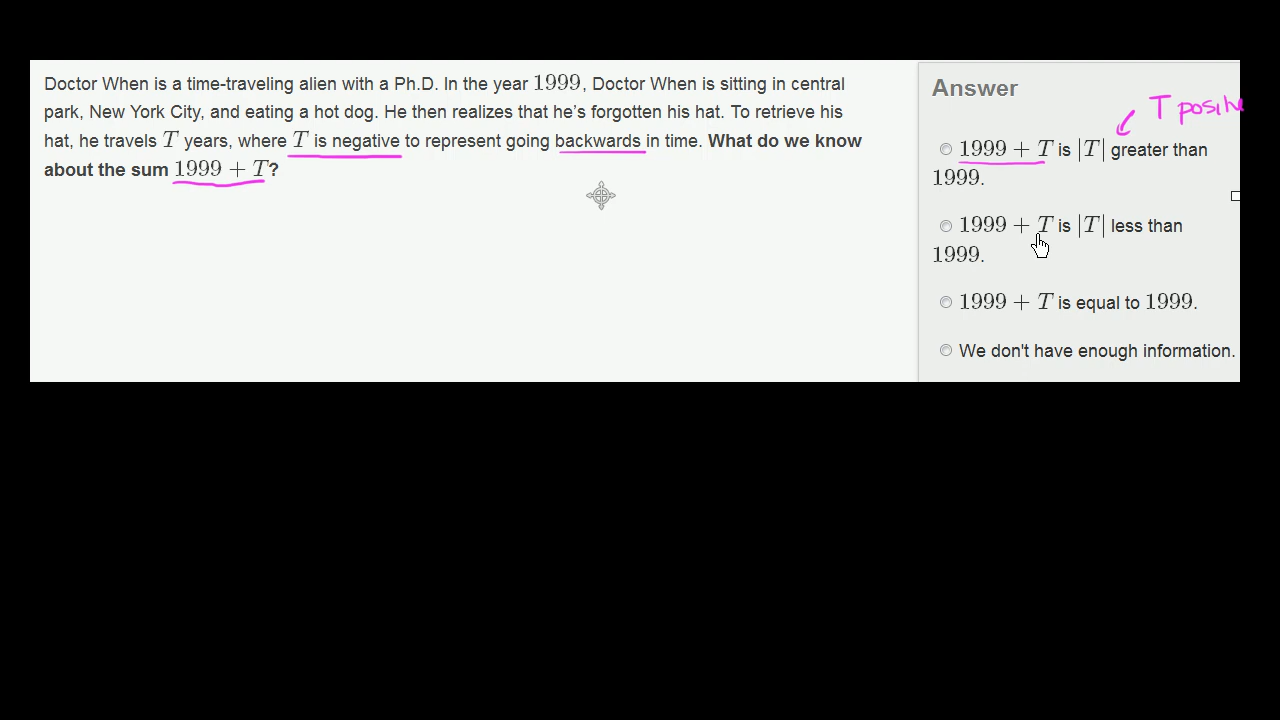 Doctor When is a time-traveling alien with a Ph.D. In the year 1999, Doctor When is sitting in central
park, New York City, and eating a hot dog. He then realizes that he's forgotten his hat. To retrieve his
hat, he travels T years, where T is negative to represent going backwards in time. What do we know
about the sum 1999 + T?
Answer
T
1999 + T is |T| greater than
1999.
1999 + T is |T| less than
1999.
1999 + T is equal to 1999.
We don't have enough information.